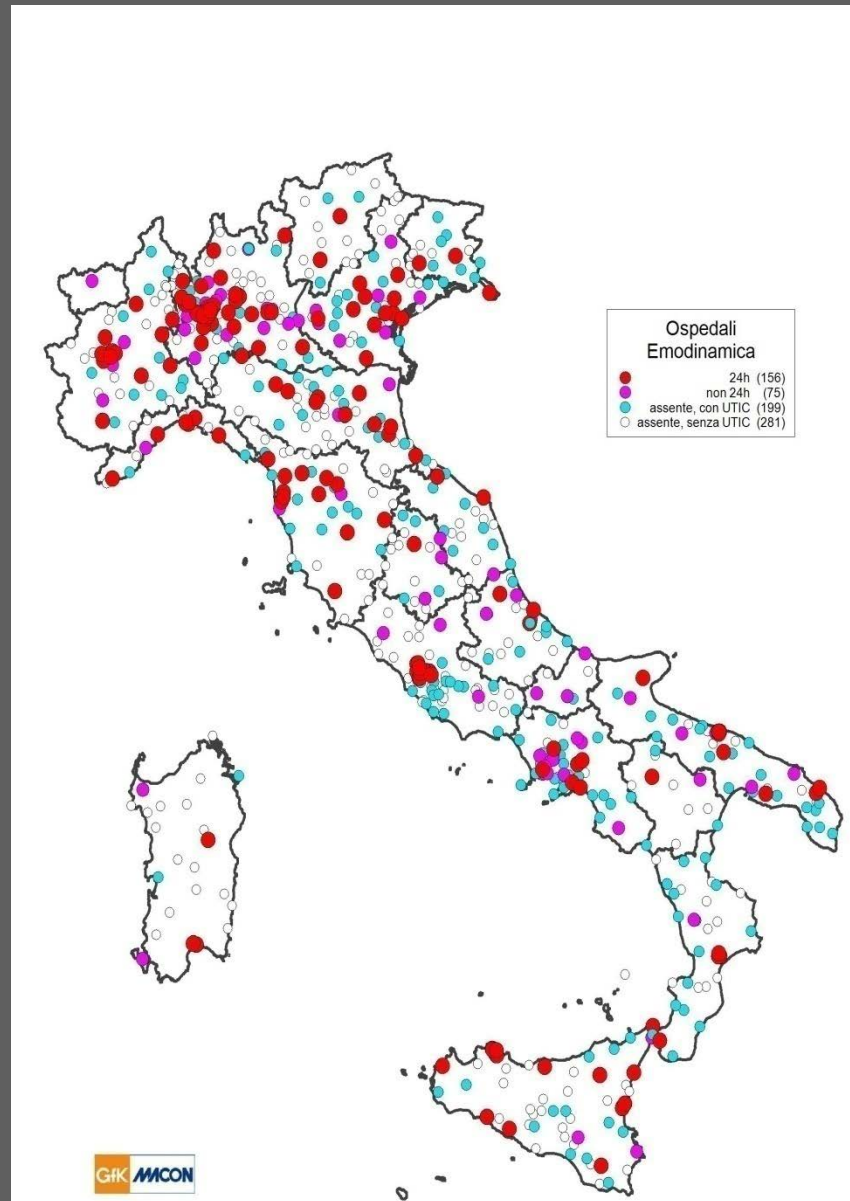 Ospedali
Emodinamica
24h (156)
non 24h (75)
assente, con UTIC (199)
assente, senza UTIC (281)
GfK MACON